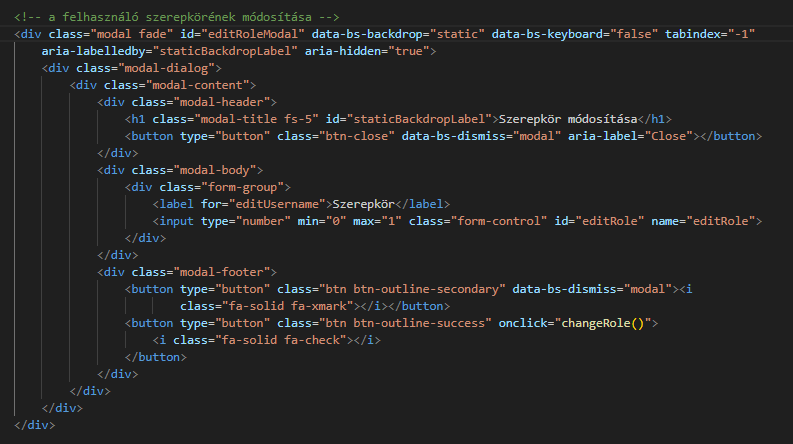 <!-- a felhasználó szerepkörének módosítása -->
<div class="modal fade" id="editRoleModal" data-bs-backdrop="static" data-bs-keyboard="false" tabindex="-1"
    aria-labelledby="staticBackdropLabel" aria-hidden="true">
    <div class="modal-dialog">
        <div class="modal-content">
            <div class="modal-header">
                <h1 class="modal-title fs-5" id="staticBackdropLabel">Szerepkör módosítása</h1>
                <button type="button" class="btn-close" data-bs-dismiss="modal" aria-label="Close"></button>
            </div>
            <div class="modal-body">
                <div class="form-group">
                    <label for="editUsername">Szerepkör</label>
                    <input type="number" min="0" max="1" class="form-control" id="editRole" name="editRole">
                </div>
            </div>
            <div class="modal-footer">
                <button type="button" class="btn btn-outline-secondary" data-bs-dismiss="modal"><i
                        class="fa-solid fa-xmark"></i></button>
                <button type="button" class="btn btn-outline-success" onclick="changeRole()">
                    <i class="fa-solid fa-check"></i>
                </button>
            </div>
        </div>
    </div>
</div>